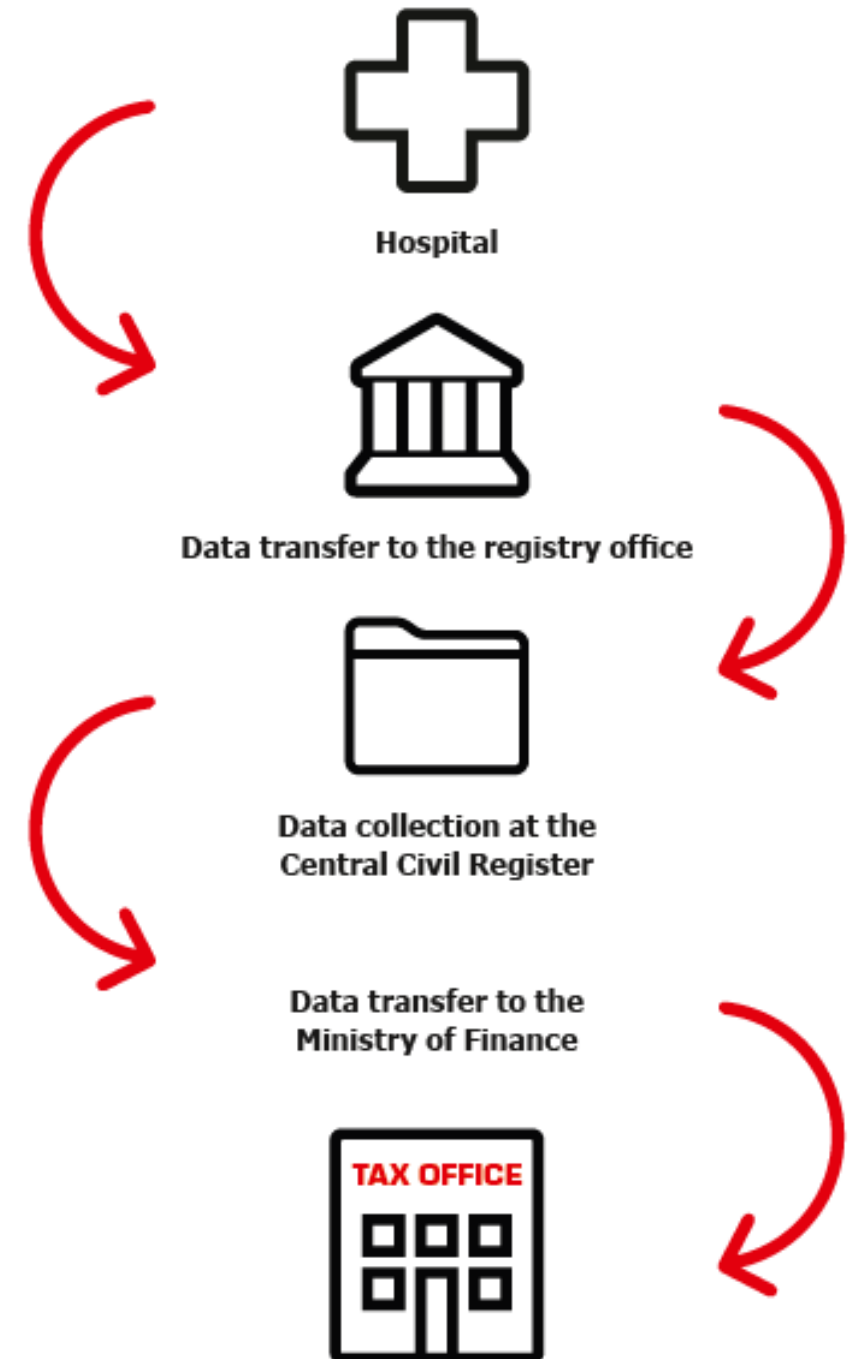 Hospital
Data transfer to the registry office
Data collection at the
Central Civil Register
Data transfer to the
Ministry of Finance
TAX OFFICE